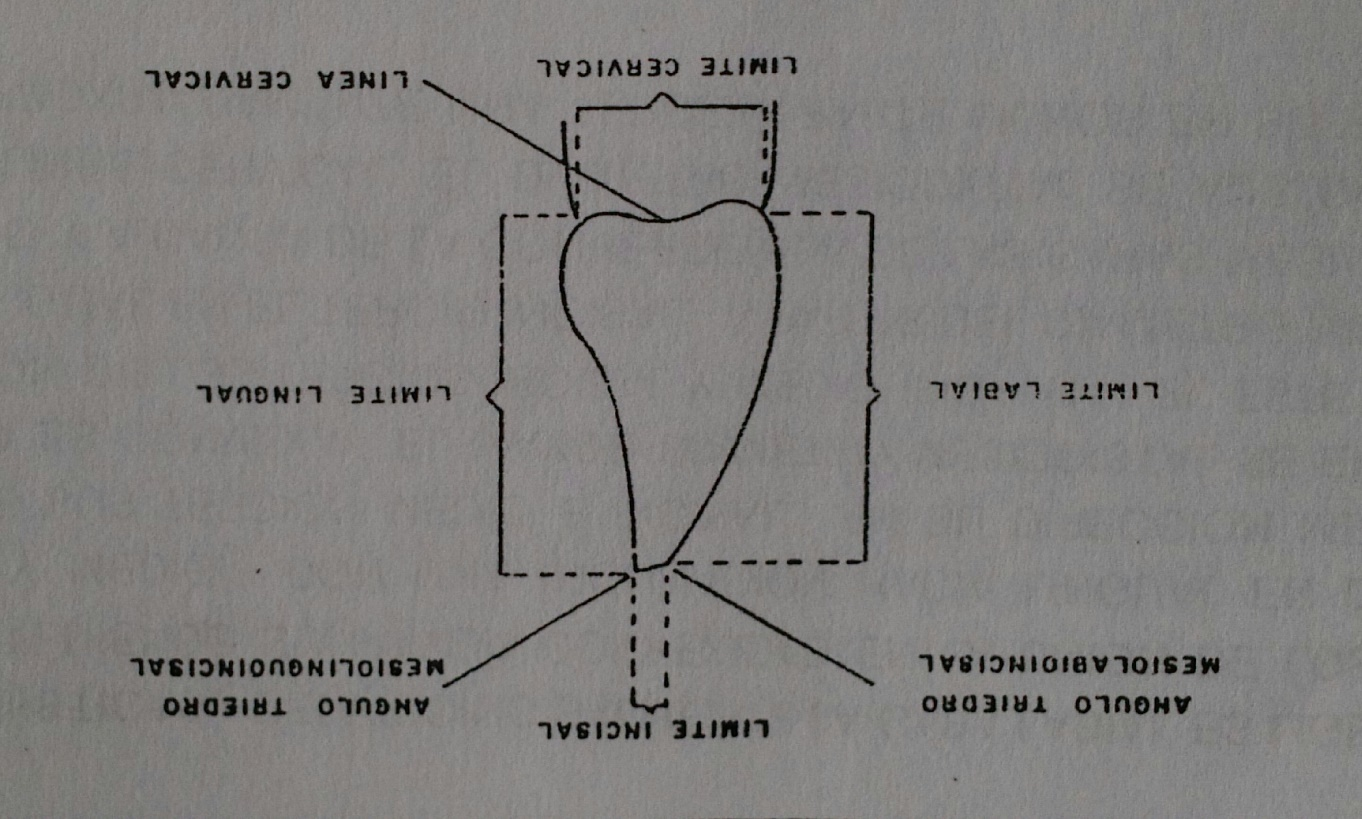 LIMITE INCISAL
ANGULO TRIEDRO
MESIOLABIOINCISAL
ANGULO TRIEDRO
MESIOLINGUOINCISAL
LIMITE LABIAL
LIMITE LINGUAL
LINEA CERVICAL
LIMITE CERVICAL